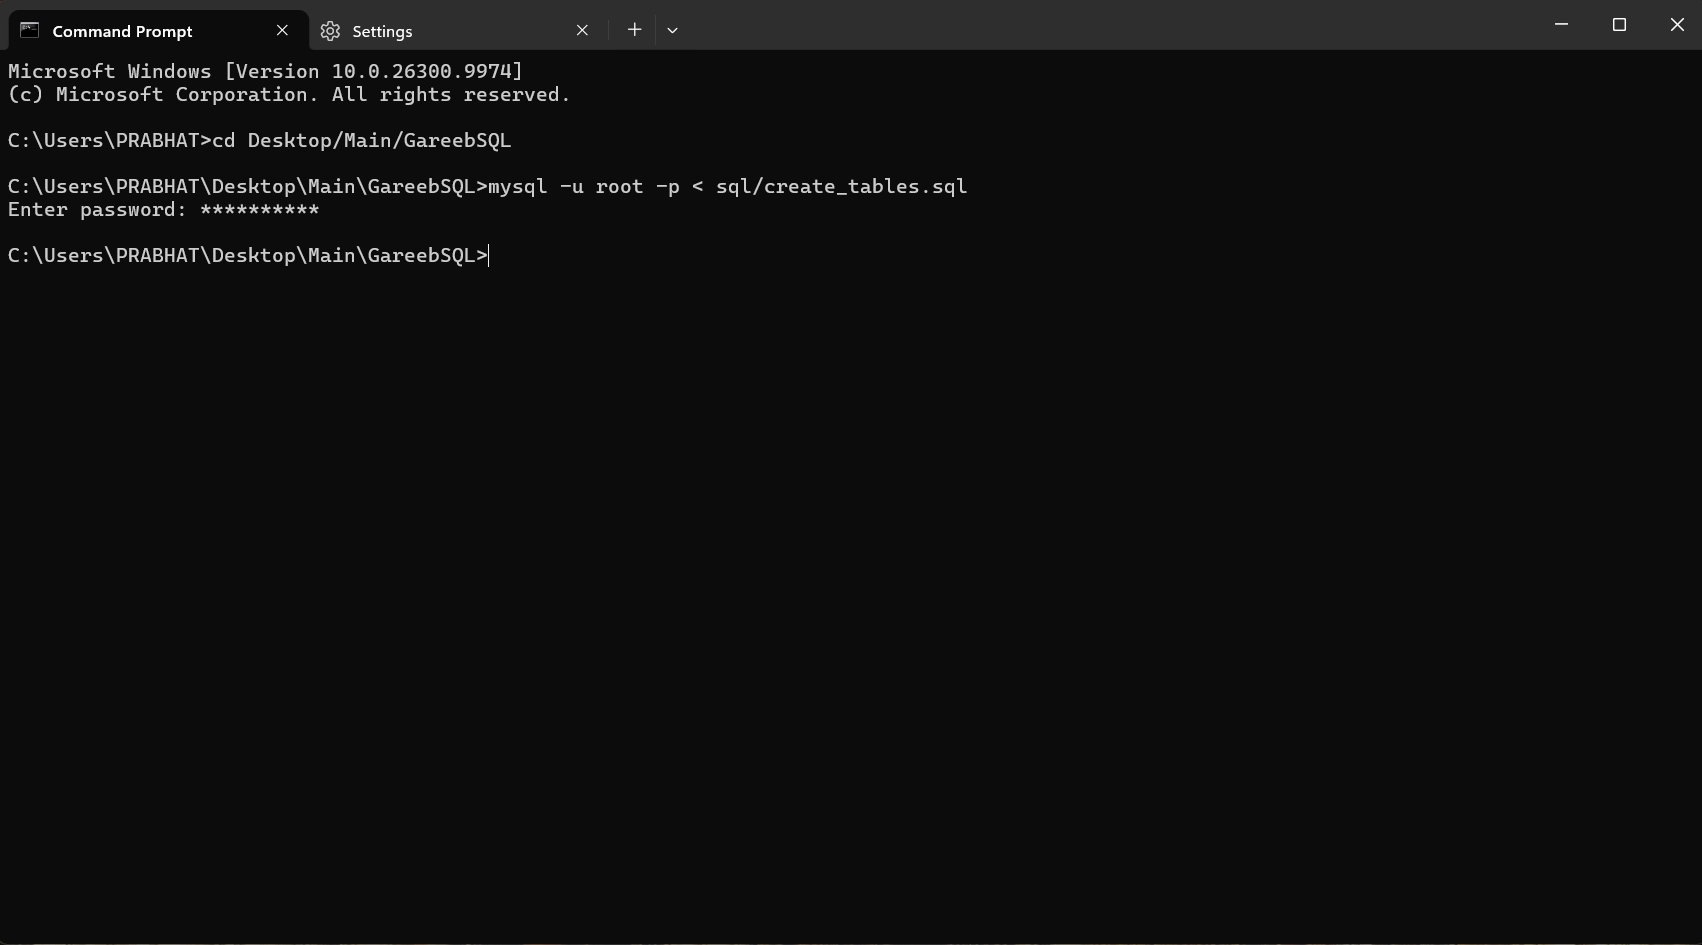 Command Prompt
Settings
Microsoft Windows [Version 10.0.26300.9974]
(c) Microsoft Corporation. All rights reserved.
C:\Users\PRABHAT>cd Desktop/Main/GareebSQL
C:\Users\PRABHAT\Desktop\Main\GareebSQL>mysql -u root -p < sql/create_tables.sql
Enter password: **********
C:\Users\PRABHAT\Desktop\Main\GareebSQL>